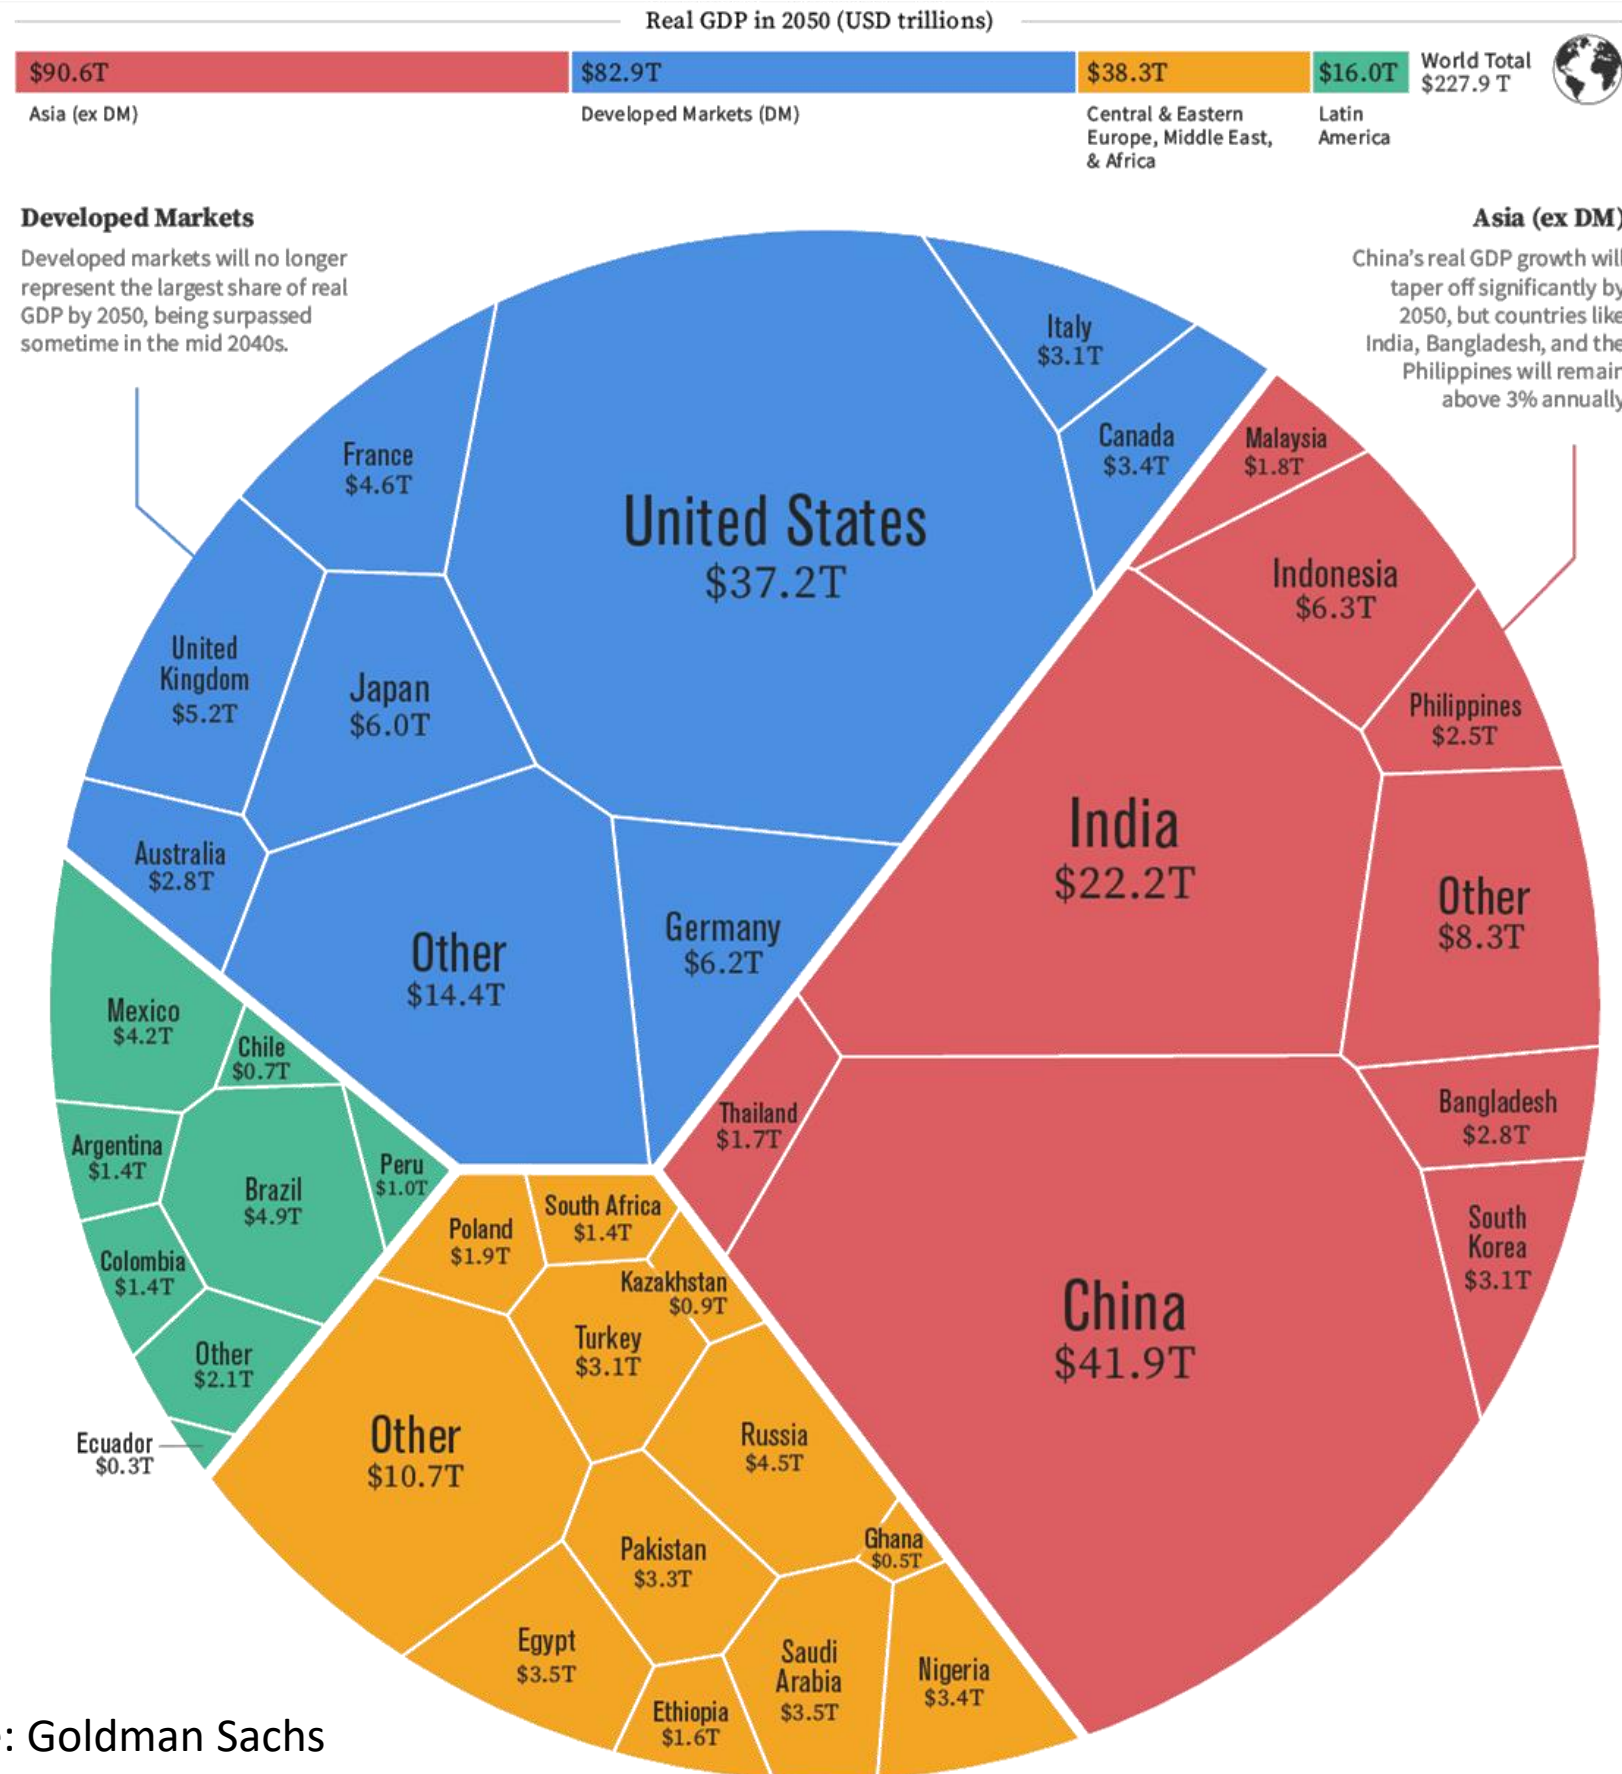 Real GDP in 2050 (USD trillions)
$90.6T
$82.9T
$38.3T
$16.0T
World Total
$227.9 T
Asia (ex DM)
Developed Markets (DM)
Central & Eastern
Europe, Middle East,
& Africa
Latin
America
Developed Markets
Developed markets will no longer
represent the largest share of real
GDP by 2050, being surpassed
sometime in the mid 2040s.
Asia (ex DM)
China's real GDP growth will
taper off significantly by
2050, but countries like
India, Bangladesh, and the
Philippines will remain
above 3% annually
Italy
$3.1T
Canada
$3.4T
France
$4.6T
United States
$37.2T
United
Kingdom
$5.2T
Japan
$6.0T
Australia
$2.8T
Other
$14.4T
Germany
$6.2T
Malaysia
$1.8T
Indonesia
$6.3T
Philippines
$2.5T
India
$22.2T
Other
$8.3T
Thailand
$1.7T
Bangladesh
$2.8T
South
Korea
$3.1T
China
$41.9T
Mexico
$4.2T
Chile
$0.7T
Argentina
$1.4T
Brazil
$4.9T
Peru
$1.0T
Colombia
$1.4T
Other
$2.1T
Ecuador
$0.3T
Poland
$1.9T
South Africa
$1.4T
Kazakhstan
$0.9T
Turkey
$3.1T
Other
$10.7T
Russia
$4.5T
Ghana
$0.5T
Pakistan
$3.3T
Egypt
$3.5T
Ethiopia
$1.6T
Saudi
Arabia
$3.5T
Nigeria
$3.4T
: Goldman Sachs